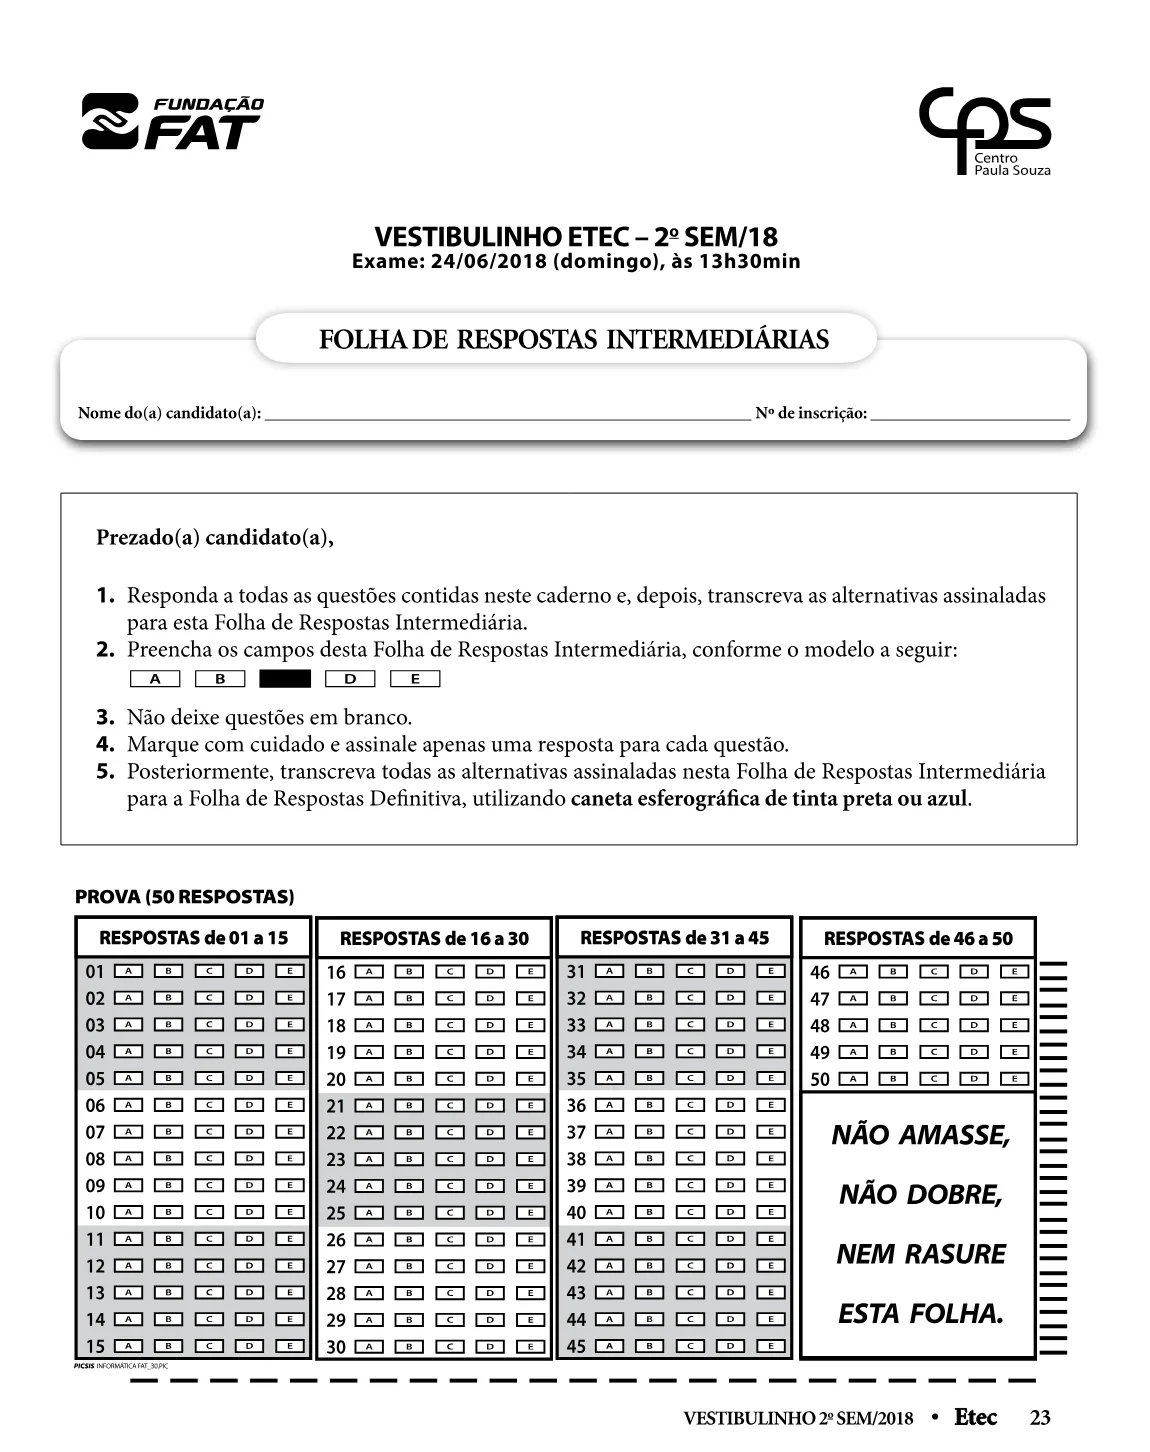 FUNDAÇÃO
FAT
CPS
Centro
Paula Souza
VESTIBULINHO ETEC – 2º SEM/18
Exame: 24/06/2018 (domingo), às 13h30min
FOLHA DE RESPOSTAS INTERMEDIÁRIAS
Nome do(a) candidato(a): Nº de inscrição:
Prezado(a) candidato(a),
1. Responda a todas as questões contidas neste caderno e, depois, transcreva as alternativas assinaladas
para esta Folha de Respostas Intermediária.
2. Preencha os campos desta Folha de Respostas Intermediária, conforme o modelo a seguir:
A B D E
3. Não deixe questões em branco.
4. Marque com cuidado e assinale apenas uma resposta para cada questão.
5. Posteriormente, transcreva todas as alternativas assinaladas nesta Folha de Respostas Intermediária
para a Folha de Respostas Definitiva, utilizando caneta esferográfica de tinta preta ou azul.
PROVA (50 RESPOSTAS)
RESPOSTAS de 01 a 15
01 A B C D E
02 A B C D E
03 A B C D E
04 A B C D E
05 A B C D E
06 A B C D E
07 A B C D E
08 A B C D E
09 A B C D E
10 A B C D E
11 A B C D E
12 A B C D E
13 A B C D E
14 A B C D E
15 A B C D E
RESPOSTAS de 16 a 30
16 A B C D E
17 A B C D E
18 A B C D E
19 A B C D E
20 A B C D E
21 A B C D E
22 A B C D E
23 A B C D E
24 A B C D E
25 A B C D E
26 A B C D E
27 A B C D E
28 A B C D E
29 A B C D E
30 A B C D E
RESPOSTAS de 31 a 45
31 A B C D E
32 A B C D E
33 A B C D E
34 A B C D E
35 A B C D E
36 A B C D E
37 A B C D E
38 A B C D E
39 A B C D E
40 A B C D E
41 A B C D E
42 A B C D E
43 A B C D E
44 A B C D E
45 A B C D E
RESPOSTAS de 46 a 50
46 A B C D E
47 A B C D E
48 A B C D E
49 A B C D E
50 A B C D E
NÃO AMASSE,
NÃO DOBRE,
NEM RASURE
ESTA FOLHA.
PICSIS INFORMÁTICA FAT_30.PIC
VESTIBULINHO 2º SEM/2018 • Etec 23